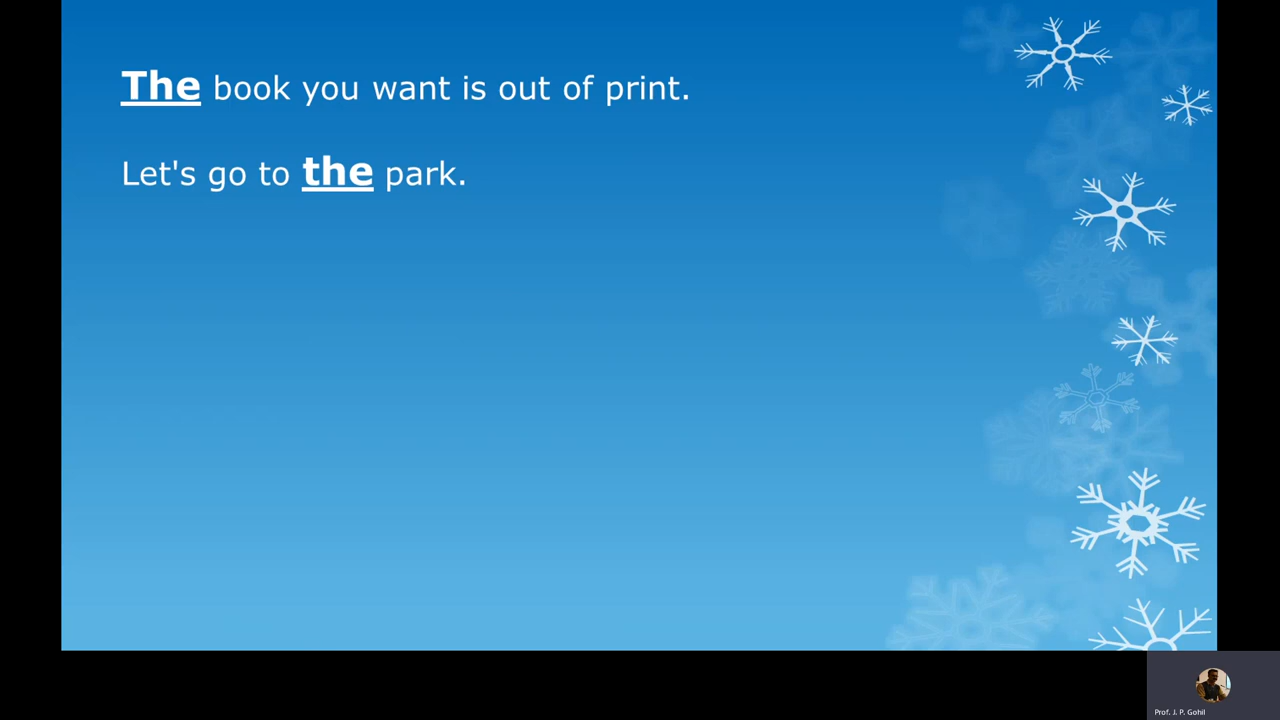 The book you want is out of print.
Let's go to the park.
Prof. J. P. Gohil